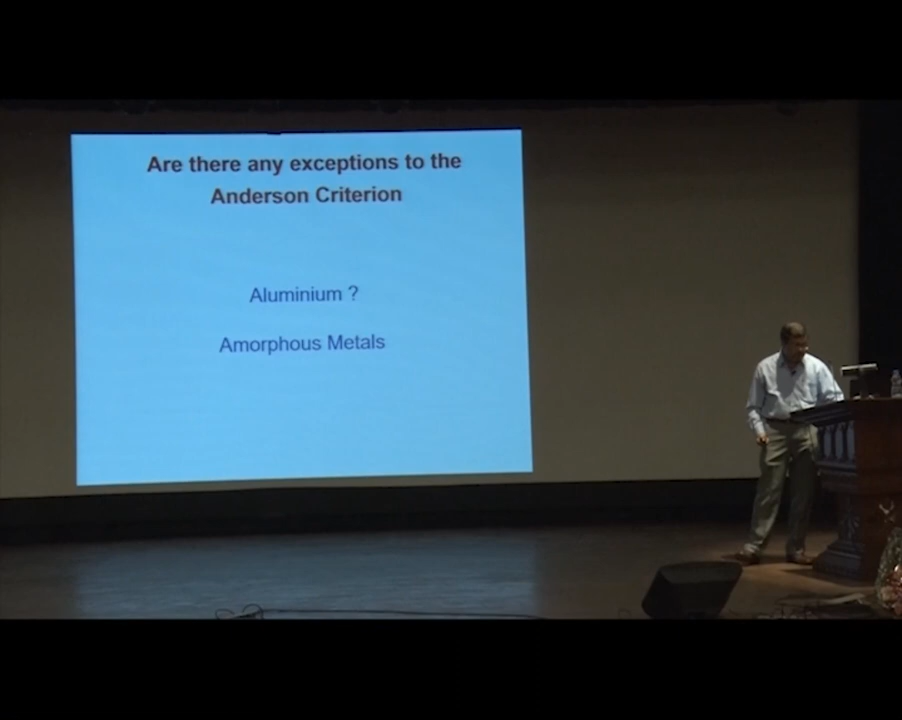 Are there any exceptions to the
Anderson Criterion
Aluminium ?
Amorphous Metals